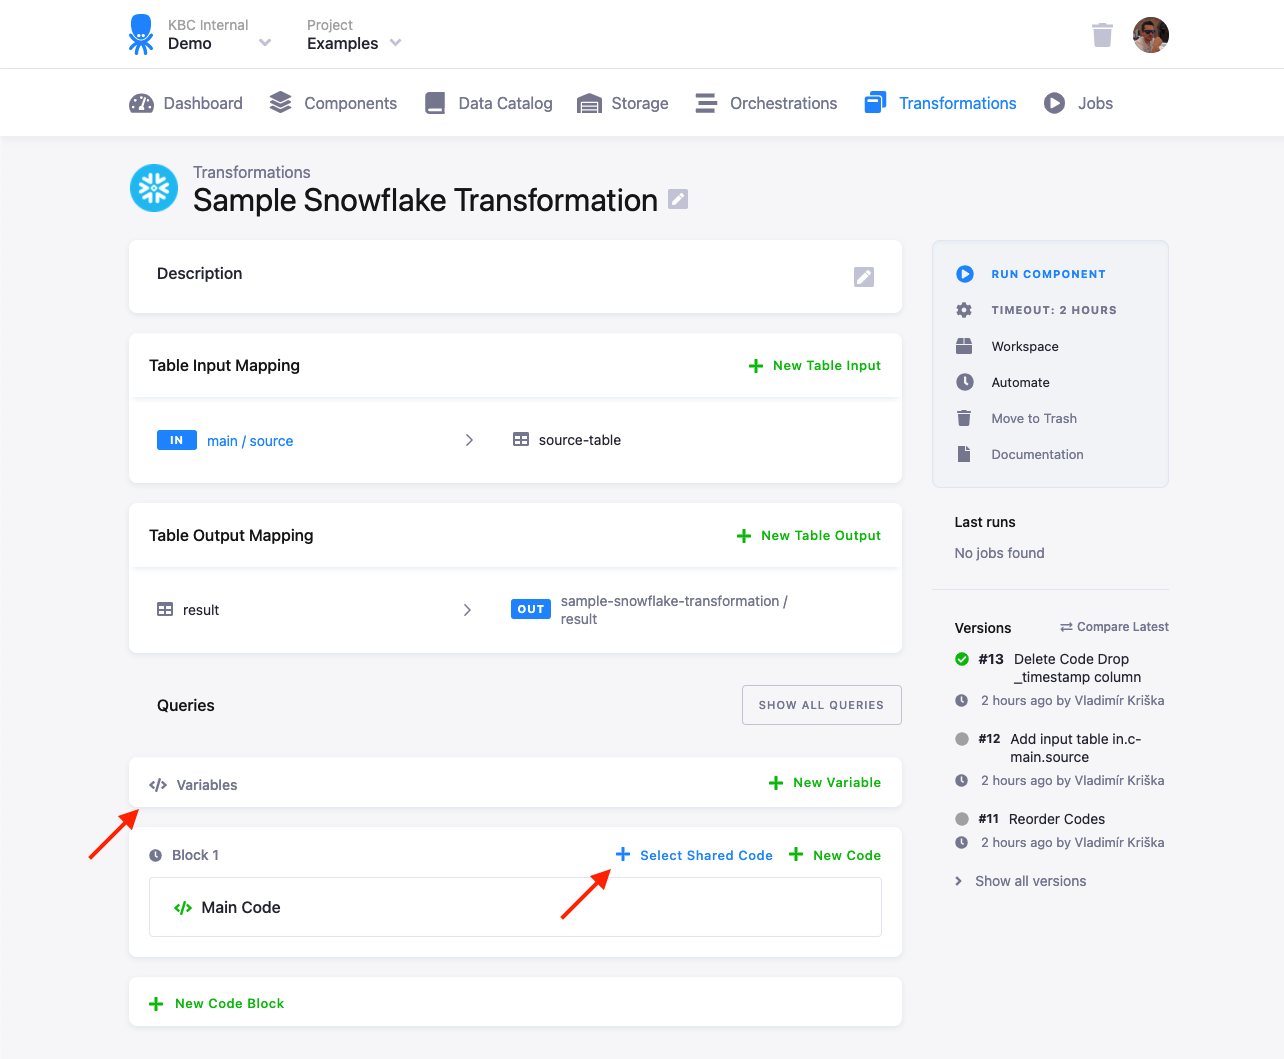 KBC Internal
Demo
Project
Examples
Dashboard
Components
Data Catalog
Storage
Orchestrations
Transformations
Jobs
Transformations
Sample Snowflake Transformation
Description
Table Input Mapping
New Table Input
IN
main / source
source-table
Table Output Mapping
New Table Output
result
OUT
sample-snowflake-transformation /
result
Queries
SHOW ALL QUERIES
Variables
New Variable
Block 1
Select Shared Code
New Code
Main Code
New Code Block
RUN COMPONENT
TIMEOUT: 2 HOURS
Workspace
Automate
Move to Trash
Documentation
Last runs
No jobs found
Versions
Compare Latest
#13 Delete Code Drop
_timestamp column
2 hours ago by Vladimír Kriška
#12 Add input table in.c-
main.source
2 hours ago by Vladimír Kriška
#11 Reorder Codes
2 hours ago by Vladimír Kriška
Show all versions